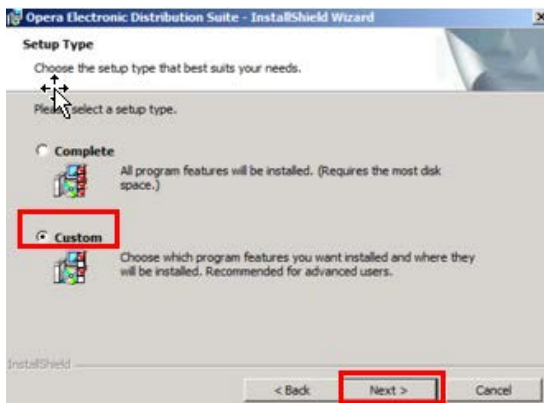 Opera Electronic Distribution Suite - InstallShield Wizard
Setup Type
Choose the setup type that best suits your needs.
Please select a setup type.
Complete
All program features will be installed. (Requires the most disk
space.)
Custom
Choose which program features you want installed and where they
will be installed. Recommended for advanced users.
InstallShield
< Back Next > Cancel